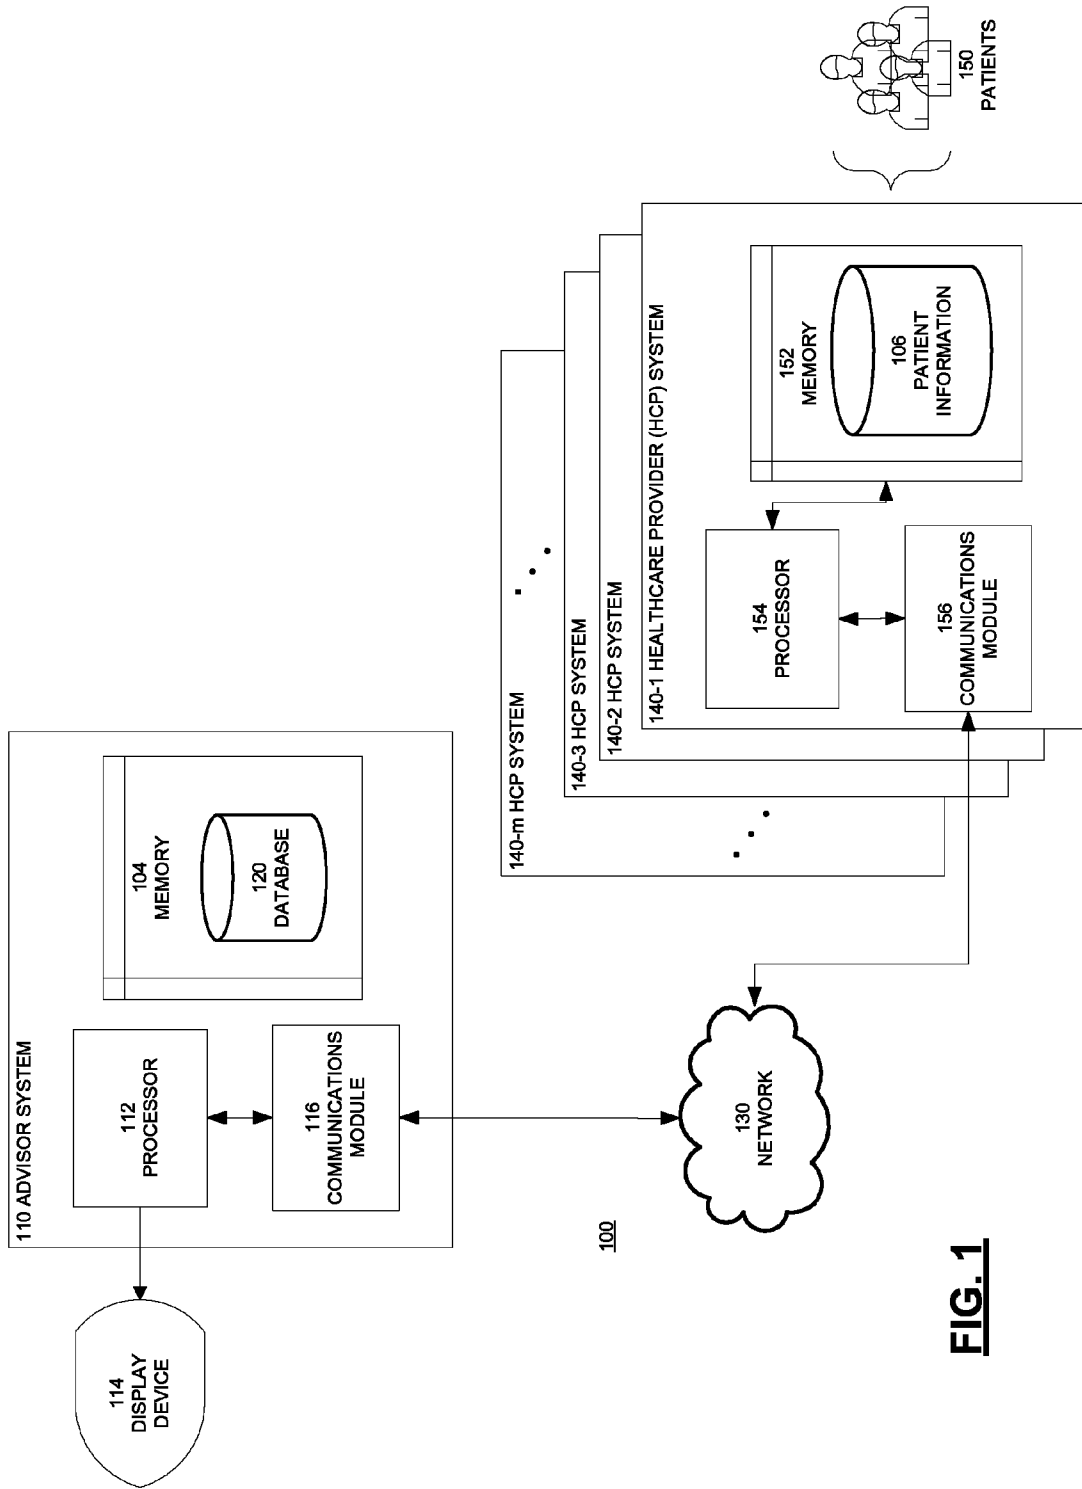 110 ADVISOR SYSTEM
114
DISPLAY
DEVICE
112
PROCESSOR
104
MEMORY
120
DATABASE
116
COMMUNICATIONS
MODULE
100
130
NETWORK
140-m HCP SYSTEM
140-3 HCP SYSTEM
140-2 HCP SYSTEM
140-1 HEALTHCARE PROVIDER (HCP) SYSTEM
154
PROCESSOR
152
MEMORY
106
PATIENT
INFORMATION
156
COMMUNICATIONS
MODULE
150
PATIENTS
FIG. 1